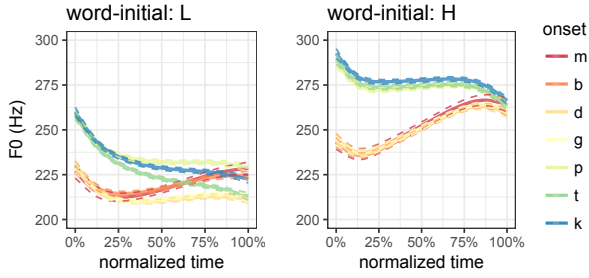 word-initial: L
word-initial: H
F0 (Hz)
300
275
250
225
200
0%
25%
50%
75%
100%
normalized time
300
275
250
225
200
0%
25%
50%
75%
100%
normalized time
onset
m
b
d
g
p
t
k